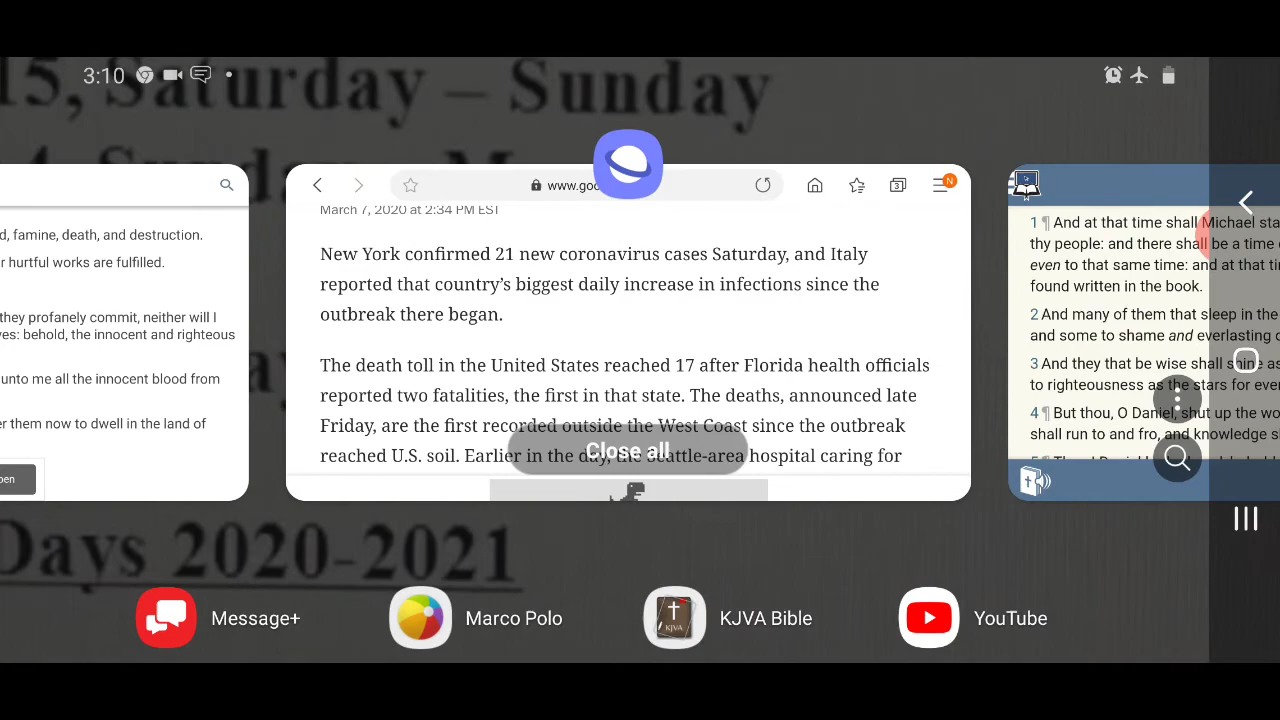 15, Saturday – Sunday
3:10
www.goo
3
N
d, famine, death, and destruction.
r hurtful works are fulfilled.
they profanely commit, neither will I
yes: behold, the innocent and righteous
unto me all the innocent blood from
er them now to dwell in the land of
pen
March 7, 2020 at 2:34 PM EST
New York confirmed 21 new coronavirus cases Saturday, and Italy
reported that country’s biggest daily increase in infections since the
outbreak there began.
The death toll in the United States reached 17 after Florida health officials
reported two fatalities, the first in that state. The deaths, announced late
Friday, are the first recorded outside the West Coast since the outbreak
reached U.S. soil. Earlier in the day, the Seattle-area hospital caring for
Close all
1 ¶ And at that time shall Michael sta
thy people: and there shall be a time o
even to that same time: and at that ti
found written in the book.
2 And many of them that sleep in the
and some to shame and everlasting c
3 And they that be wise shall shine as
to righteousness as the stars for ever
4 ¶ But thou, O Daniel, shut up the wo
shall run to and fro, and knowledge s
Days 2020-2021
Message+
Marco Polo
KJVA
KJVA Bible
YouTube